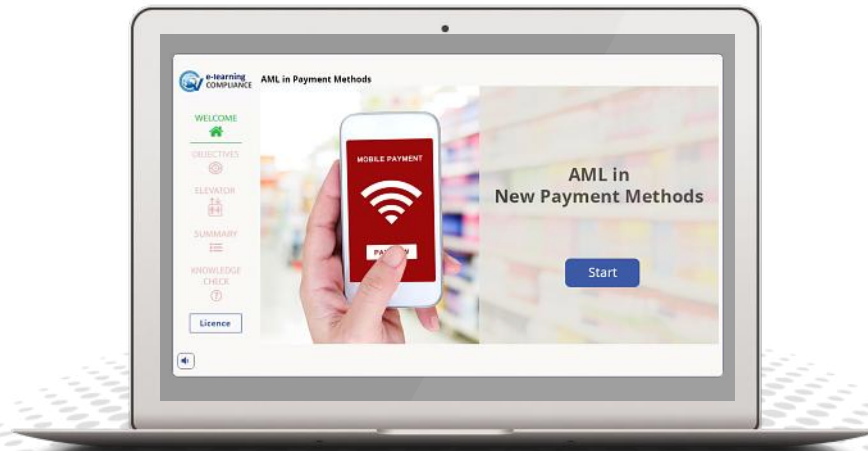 e-learning
COMPLIANCE
AML in Payment Methods
WELCOME
OBJECTIVES
ELEVATOR
SUMMARY
KNOWLEDGE
CHECK
Licence
MOBILE PAYMENT
AML in
New Payment Methods
Start